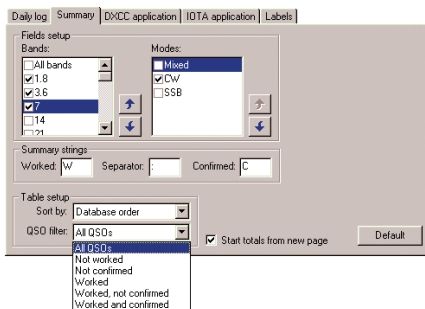 Daily log Summary DXCC application IOTA application Labels
Fields setup
Bands: Modes:
All bands Mixed
1.8 CW
3.6 SSB
7
14
21
Summary strings
Worked: W Separator: : Confirmed: C
Table setup
Sort by: Database order
QSO filter: All QSOs Start totals from new page Default
All QSOs
Not worked
Not confirmed
Worked
Worked, not confirmed
Worked and confirmed